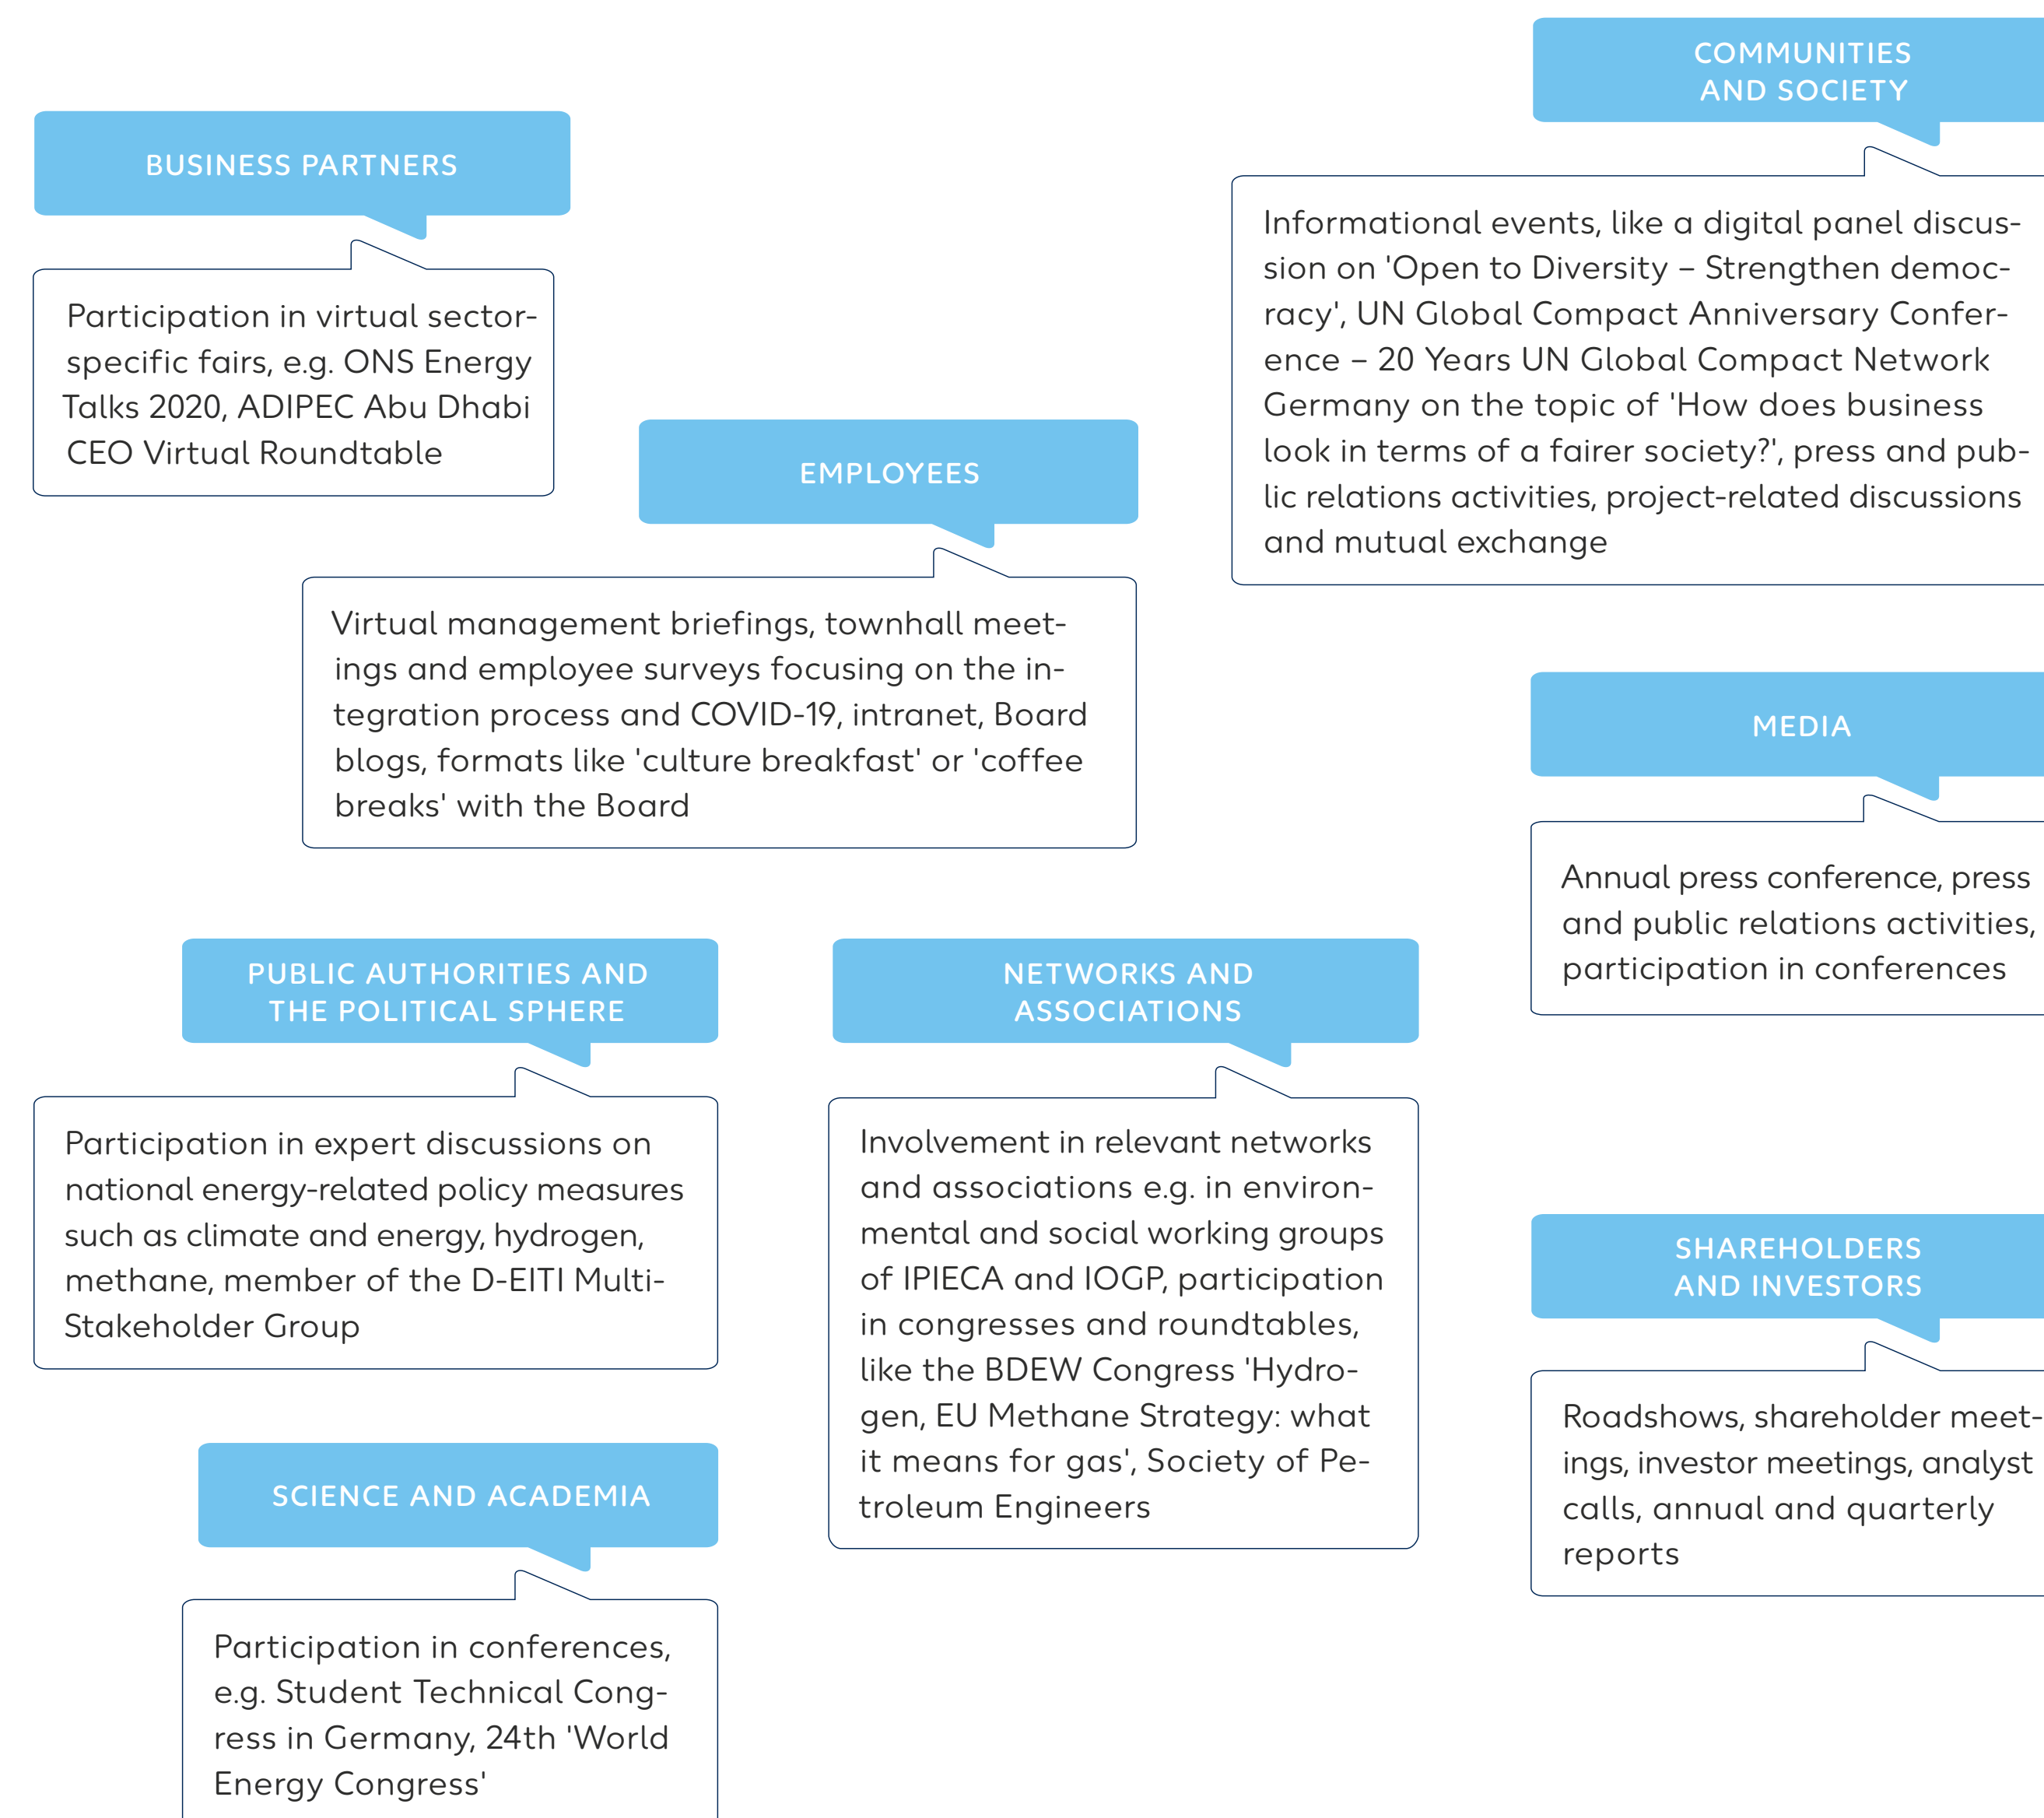 COMMUNITIES
AND SOCIETY
Informational events, like a digital panel discus-
sion on 'Open to Diversity – Strengthen democ-
racy', UN Global Compact Anniversary Confer-
ence – 20 Years UN Global Compact Network
Germany on the topic of 'How does business
look in terms of a fairer society?', press and pub-
lic relations activities, project-related discussions
and mutual exchange
BUSINESS PARTNERS
Participation in virtual sector-
specific fairs, e.g. ONS Energy
Talks 2020, ADIPEC Abu Dhabi
CEO Virtual Roundtable
EMPLOYEES
Virtual management briefings, townhall meet-
ings and employee surveys focusing on the in-
tegration process and COVID-19, intranet, Board
blogs, formats like 'culture breakfast' or 'coffee
breaks' with the Board
MEDIA
Annual press conference, press
and public relations activities,
participation in conferences
PUBLIC AUTHORITIES AND
THE POLITICAL SPHERE
Participation in expert discussions on
national energy-related policy measures
such as climate and energy, hydrogen,
methane, member of the D-EITI Multi-
Stakeholder Group
NETWORKS AND
ASSOCIATIONS
Involvement in relevant networks
and associations e.g. in environ-
mental and social working groups
of IPIECA and IOGP, participation
in congresses and roundtables,
like the BDEW Congress 'Hydro-
gen, EU Methane Strategy: what
it means for gas', Society of Pe-
troleum Engineers
SHAREHOLDERS
AND INVESTORS
Roadshows, shareholder meet-
ings, investor meetings, analyst
calls, annual and quarterly
reports
SCIENCE AND ACADEMIA
Participation in conferences,
e.g. Student Technical Cong-
ress in Germany, 24th 'World
Energy Congress'